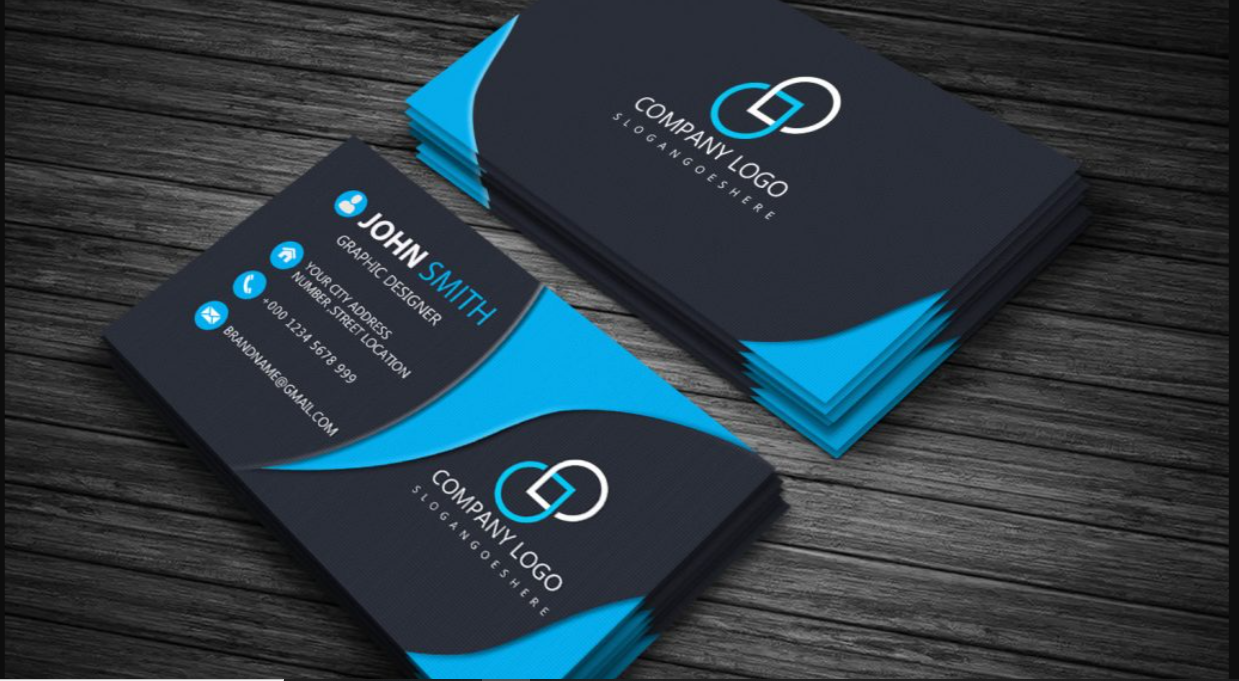 COMPANY LOGO
SLOGANGOESHERE
JOHN SMITH
GRAPHIC DESIGNER
YOUR CITY ADDRESS
NUMBER,STREET LOCATION
+000 1234 5678 999
BRANDNAME@GMAIL.COM
COMPANY LOGO
SLOGANGOESHERE